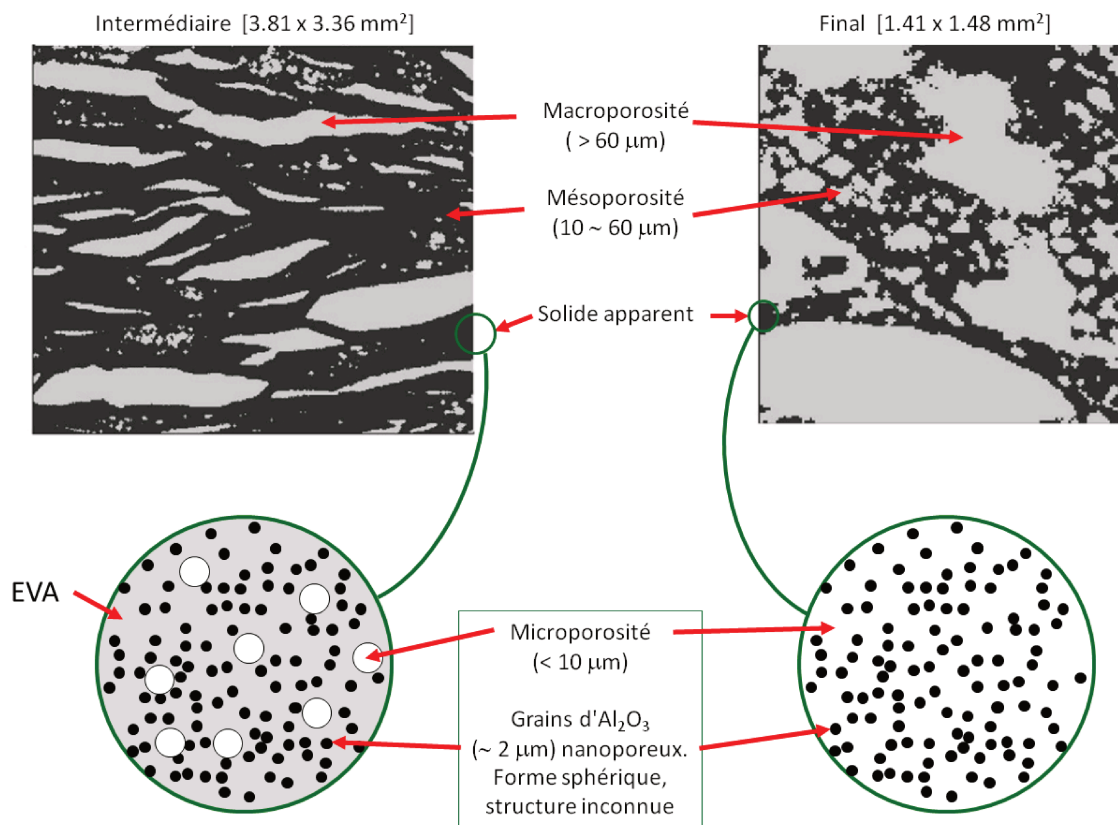 Intermédiaire [3.81 x 3.36 mm²]
Final [1.41 x 1.48 mm²]
Macroporosité
( > 60 µm)
Mésoporosité
(10 ~ 60 µm)
Solide apparent
EVA
Microporosité
(< 10 µm)
Grains d'Al₂O₃
(~ 2 µm) nanoporeux.
Forme sphérique,
structure inconnue